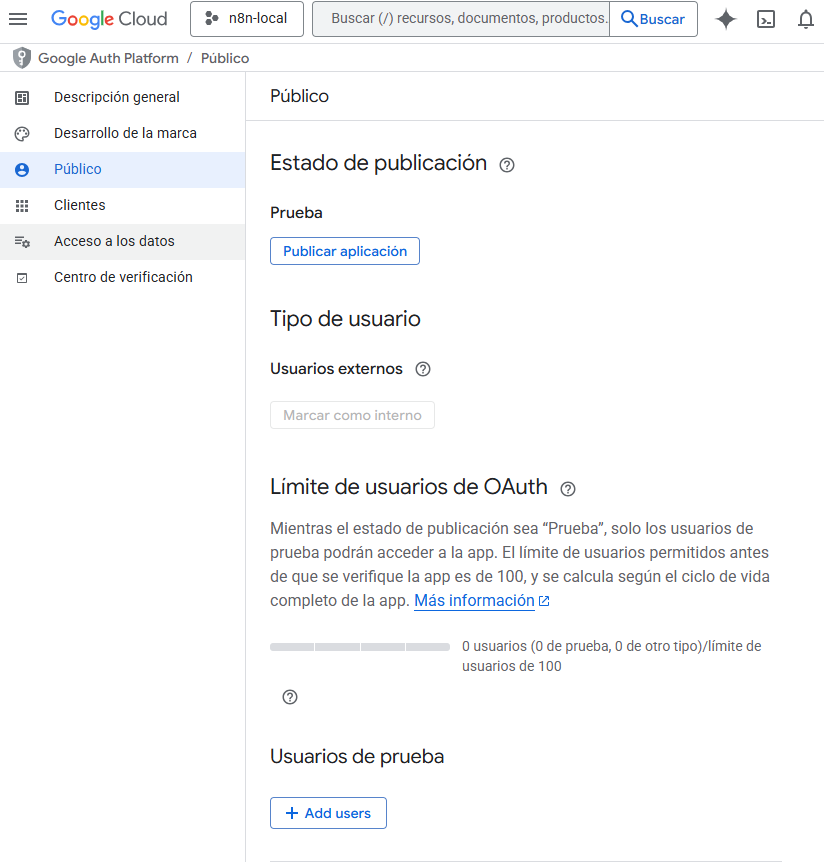 Google Cloud
n8n-local
Buscar (/) recursos, documentos, productos.
Buscar
Google Auth Platform / Público
Descripción general
Desarrollo de la marca
Público
Clientes
Acceso a los datos
Centro de verificación
Público
Estado de publicación
Prueba
Publicar aplicación
Tipo de usuario
Usuarios externos
Marcar como interno
Límite de usuarios de OAuth
Mientras el estado de publicación sea “Prueba”, solo los usuarios de
prueba podrán acceder a la app. El límite de usuarios permitidos antes
de que se verifique la app es de 100, y se calcula según el ciclo de vida
completo de la app. Más información
0 usuarios (0 de prueba, 0 de otro tipo)/límite de
usuarios de 100
Usuarios de prueba
+ Add users